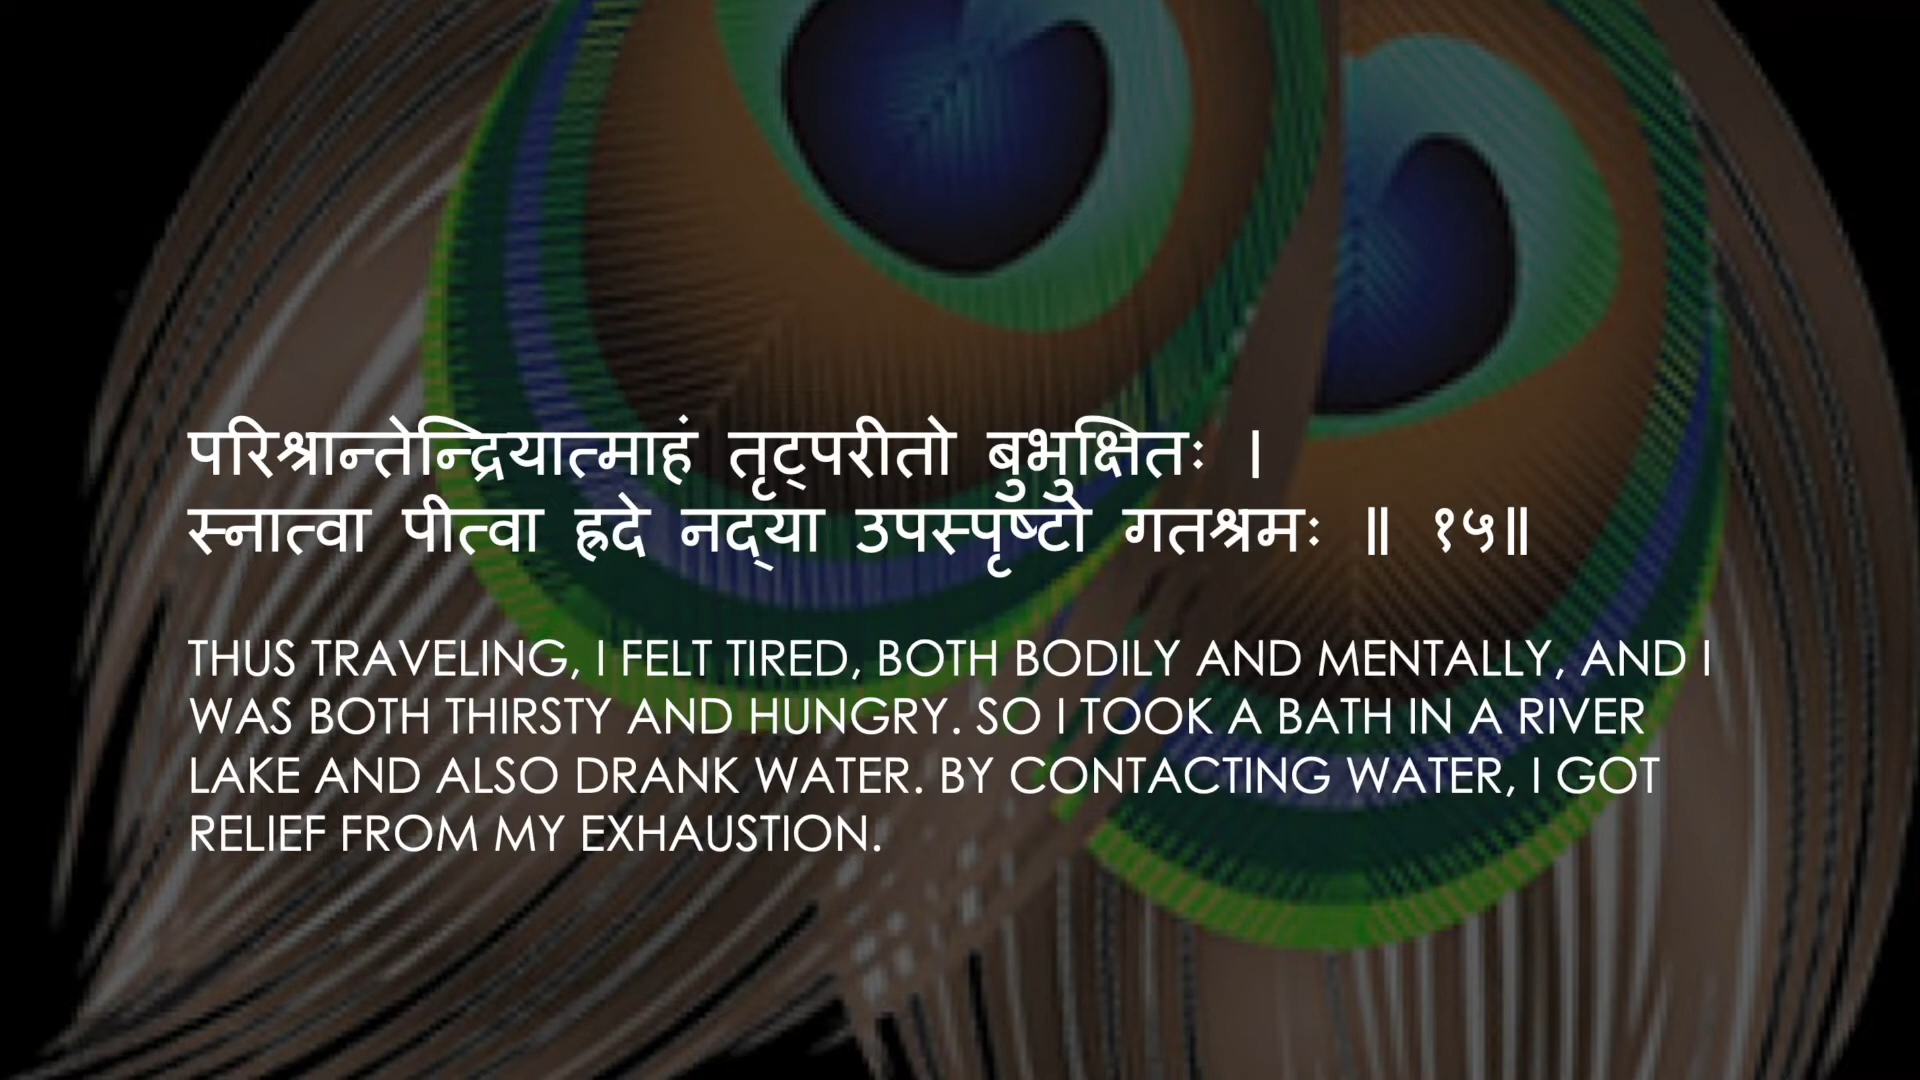 परिश्रान्तेन्द्रियात्माहं तृट्परीतो बुभुक्षितः ।
स्नात्वा पीत्वा ह्रदे नद्या उपस्पृष्टो गतश्रमः ॥ १५॥
THUS TRAVELING, I FELT TIRED, BOTH BODILY AND MENTALLY, AND I
WAS BOTH THIRSTY AND HUNGRY. SO I TOOK A BATH IN A RIVER
LAKE AND ALSO DRANK WATER. BY CONTACTING WATER, I GOT
RELIEF FROM MY EXHAUSTION.